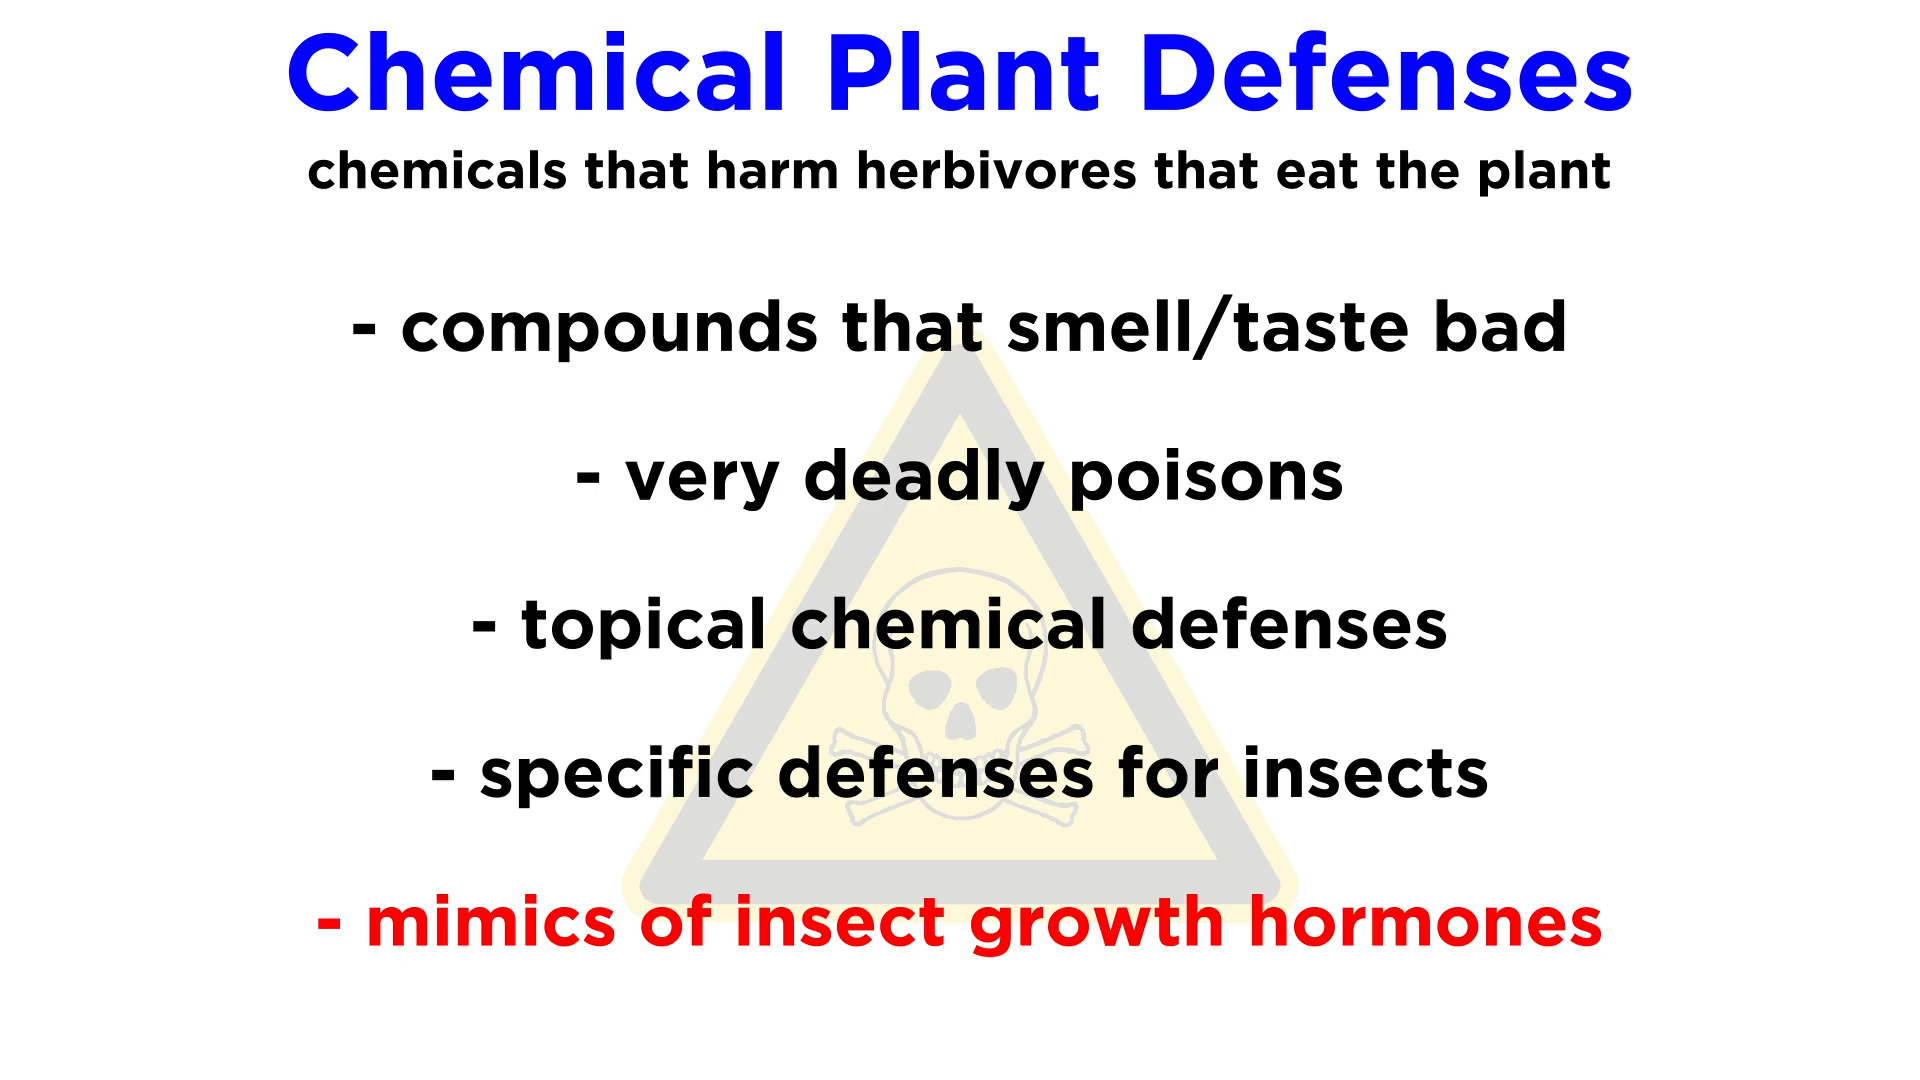 Chemical Plant Defenses
chemicals that harm herbivores that eat the plant
- compounds that smell/taste bad
- very deadly poisons
- topical chemical defenses
- specific defenses for insects
- mimics of insect growth hormones